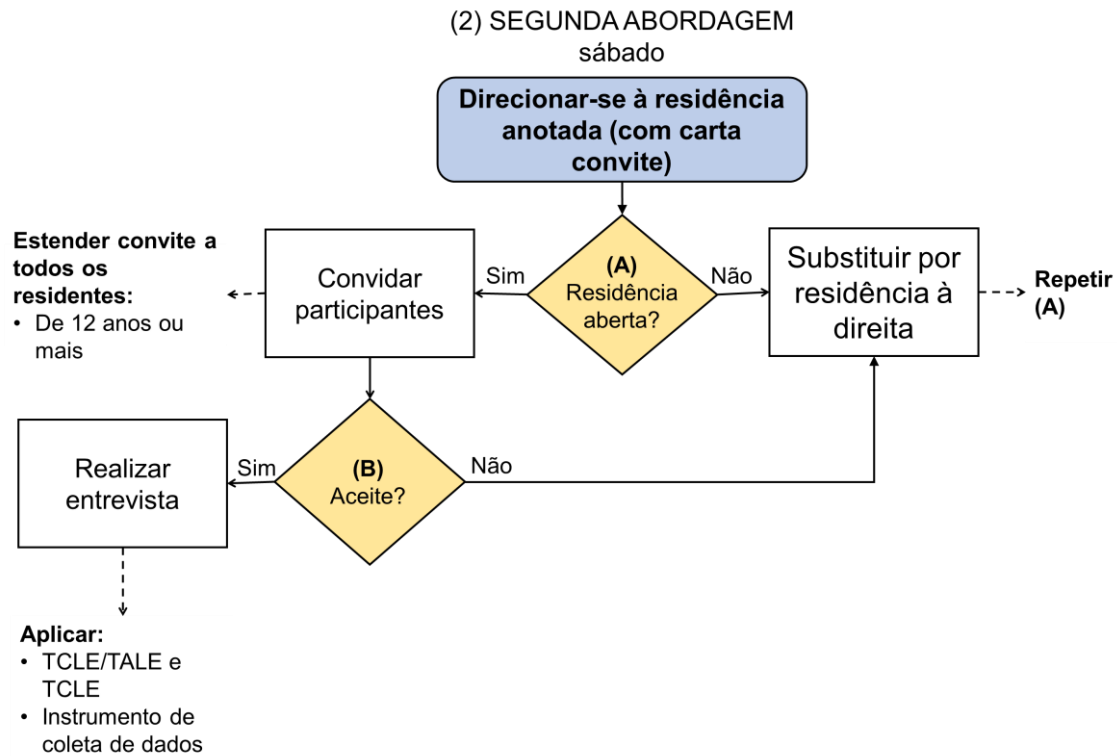 (2) SEGUNDA ABORDAGEM
sábado
Direcionar-se à residência
anotada (com carta
convite)
Estender convite a
todos os
residentes:
• De 12 anos ou
mais
Convidar
participantes
Sim
(A)
Residência
aberta?
Não
Substituir por
residência à
direita
Repetir
(A)
Realizar
entrevista
Sim
(B)
Aceite?
Não
Aplicar:
• TCLE/TALE e
TCLE
• Instrumento de
coleta de dados